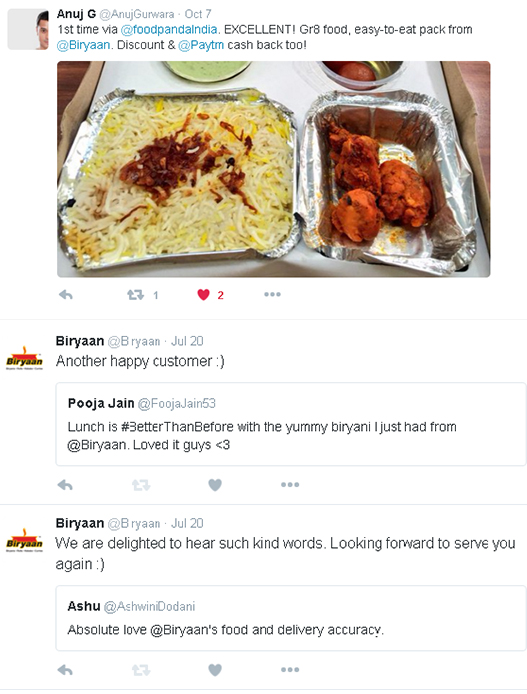 Anuj G @AnujGurwara · Oct 7
1st time via @foodpandaIndia. EXCELLENT! Gr8 food, easy-to-eat pack from
@Biryaan. Discount & @Paytm cash back too!
1 2
Biryaan @Biryaan · Jul 20
Another happy customer :)
Biryaan
Pooja Jain @FoojaJain53
Lunch is #BetterThanBefore with the yummy biryani I just had from
@Biryaan. Loved it guys <3
Biryaan @Biryaan · Jul 20
We are delighted to hear such kind words. Looking forward to serve you
Biryaan
again :)
Ashu @AshwiniDodani
Absolute love @Biryaan's food and delivery accuracy.